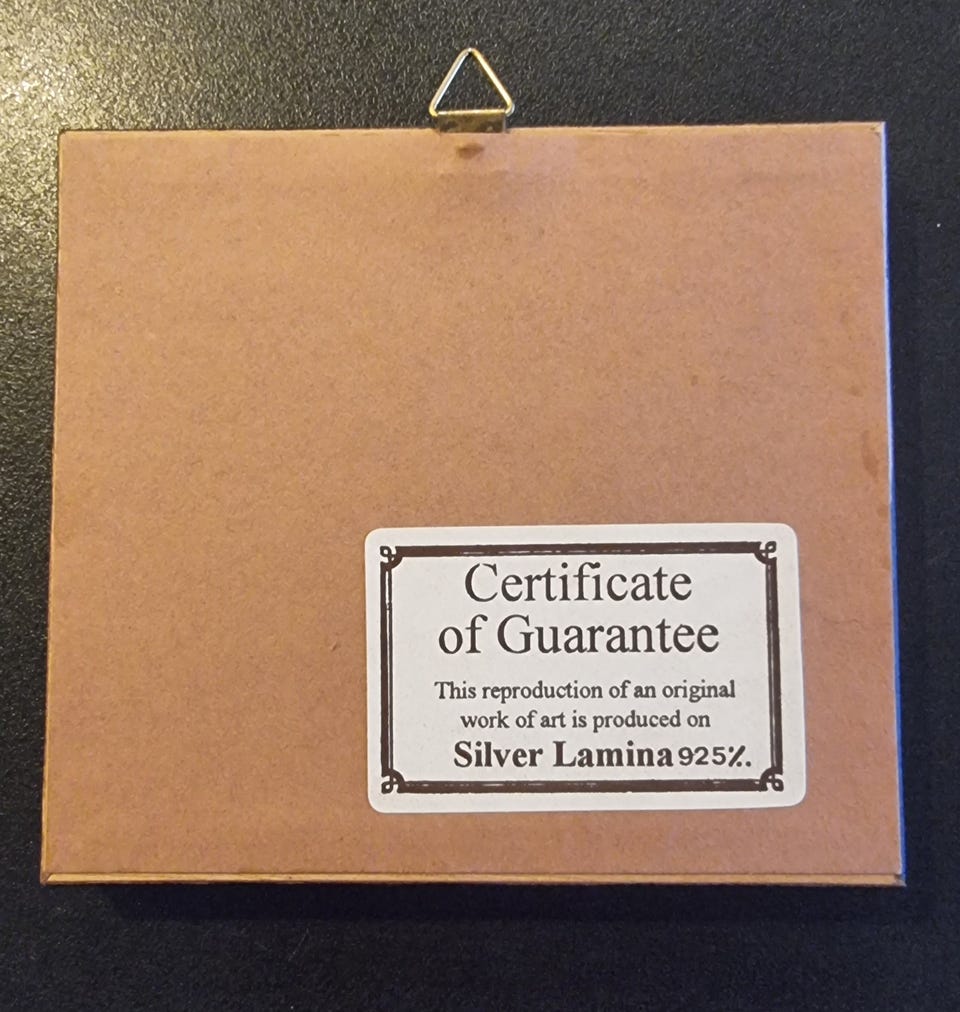 Certificate
of Guarantee
This reproduction of an original
work of art is produced on
Silver Lamina 925٪.